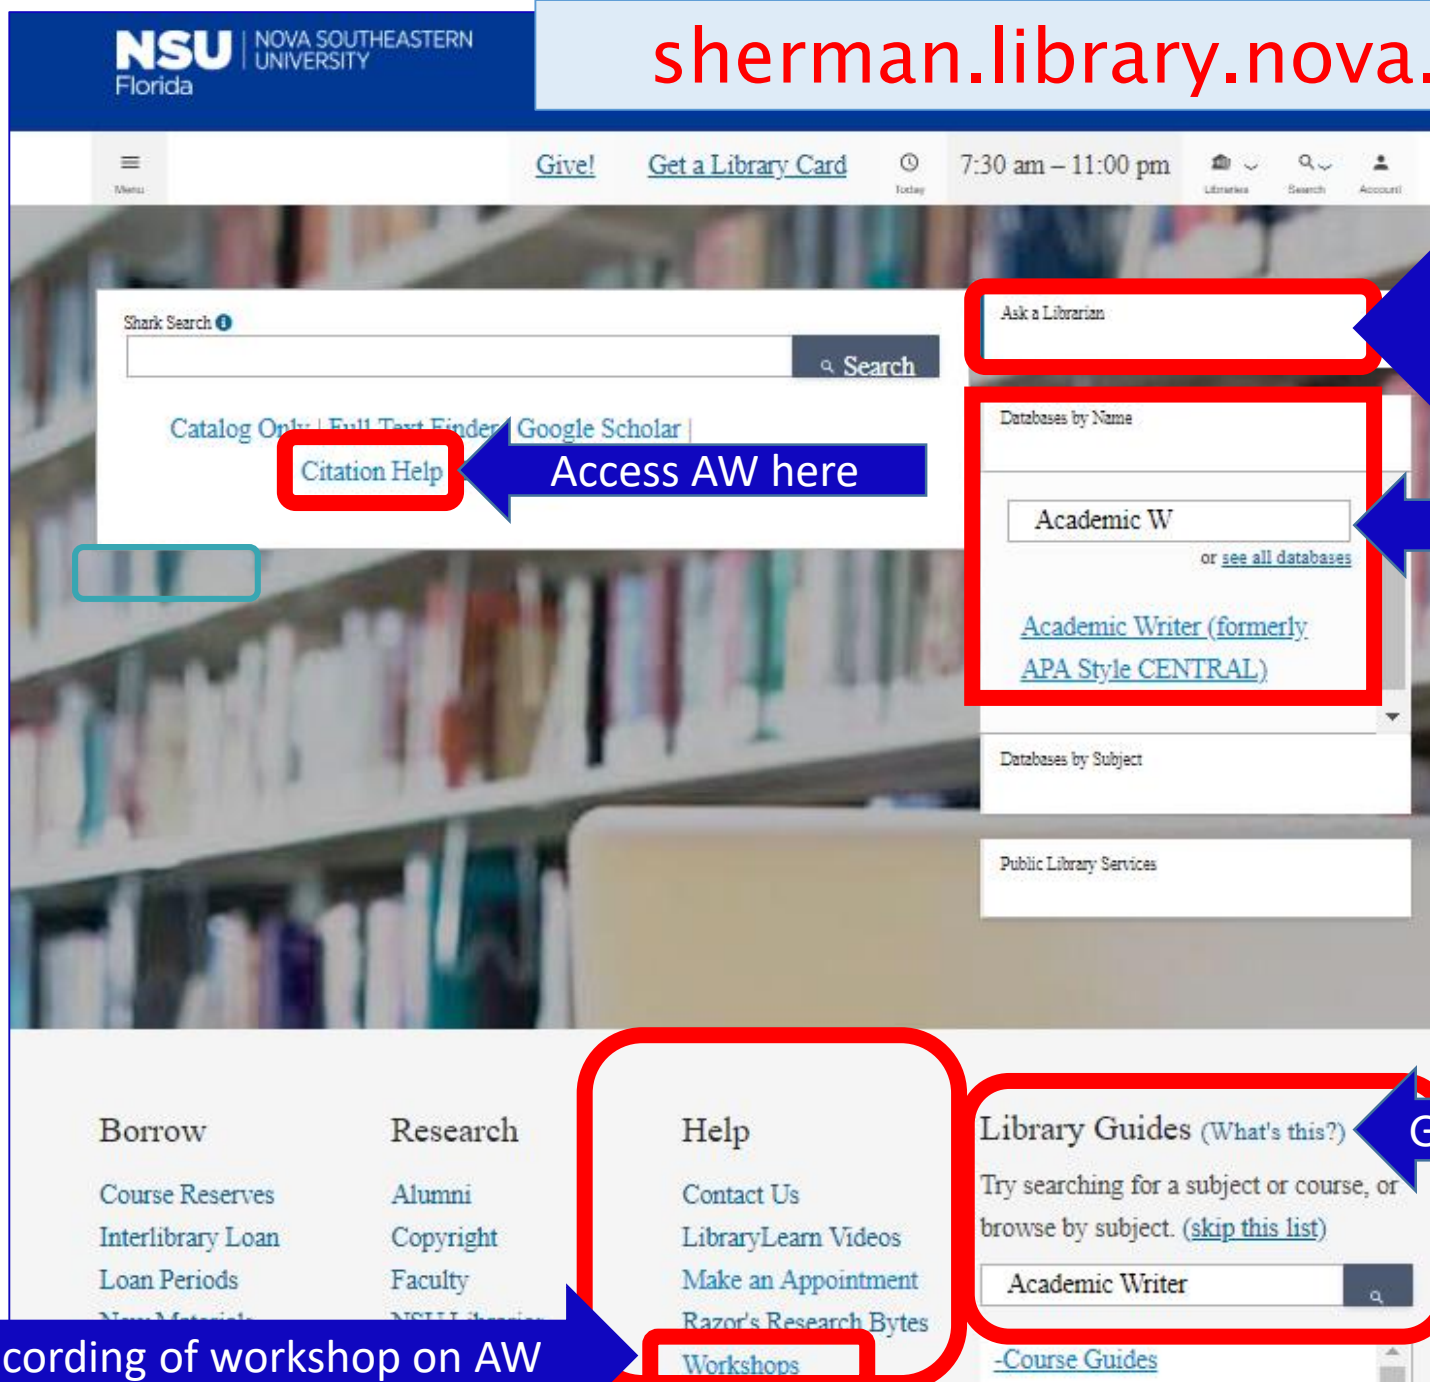 NSU
Florida
NOVA SOUTHEASTERN
UNIVERSITY
sherman.library.nova.
Menu
Give!
Get a Library Card
Today
7:30 am – 11:00 pm
Libraries
Search
Account
Shark Search
Search
Catalog Only | Full Text Finder | Google Scholar |
Citation Help
Access AW here
Ask a Librarian
Databases by Name
Academic W
or see all databases
Academic Writer (formerly
APA Style CENTRAL)
Databases by Subject
Public Library Services
Borrow
Course Reserves
Interlibrary Loan
Loan Periods
New Materials
Research
Alumni
Copyright
Faculty
NSU Libraries
Help
Contact Us
LibraryLearn Videos
Make an Appointment
Razor's Research Bytes
Workshops
cording of workshop on AW
Library Guides (What's this?)
G
Try searching for a subject or course, or
browse by subject. (skip this list)
Academic Writer
-Course Guides